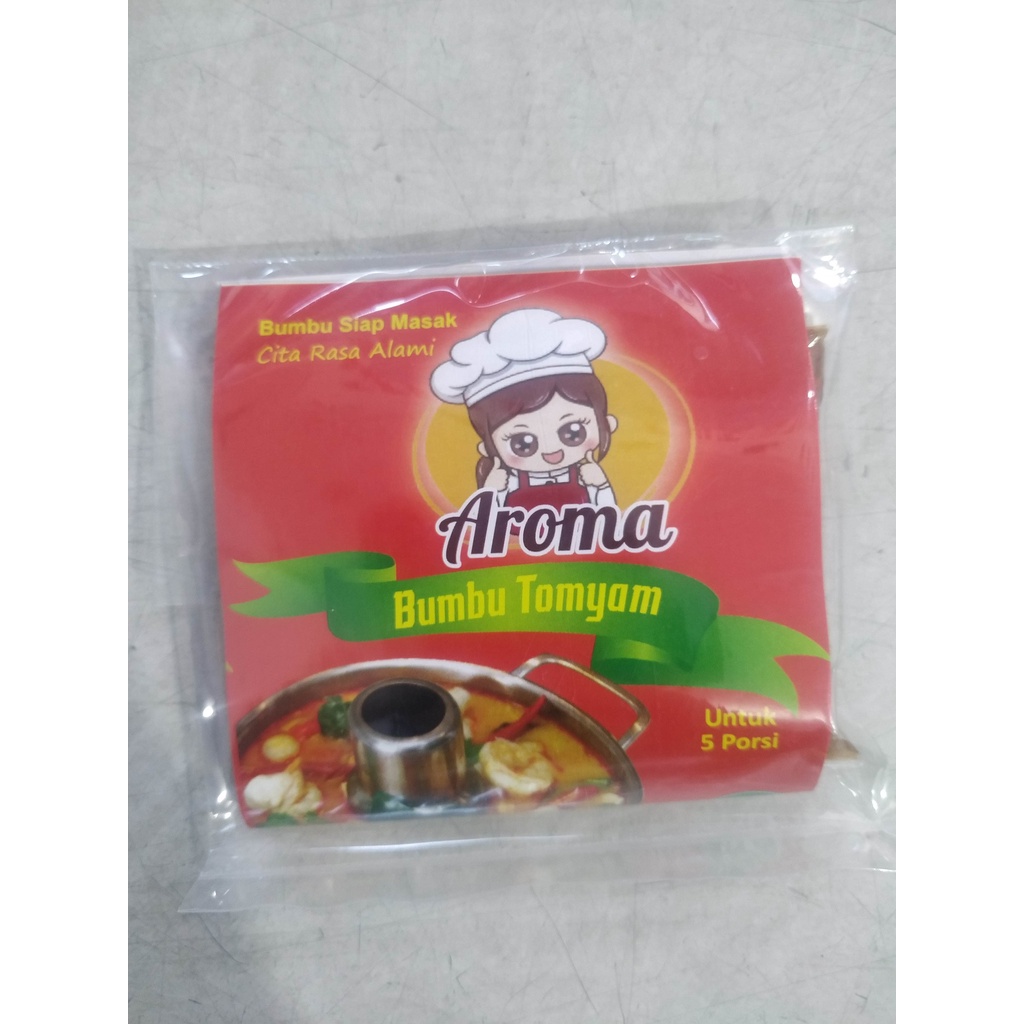 Bumbu Siap Masak
Cita Rasa Alami
Aroma
Bumbu Tomyam
Untuk
5 Porsi